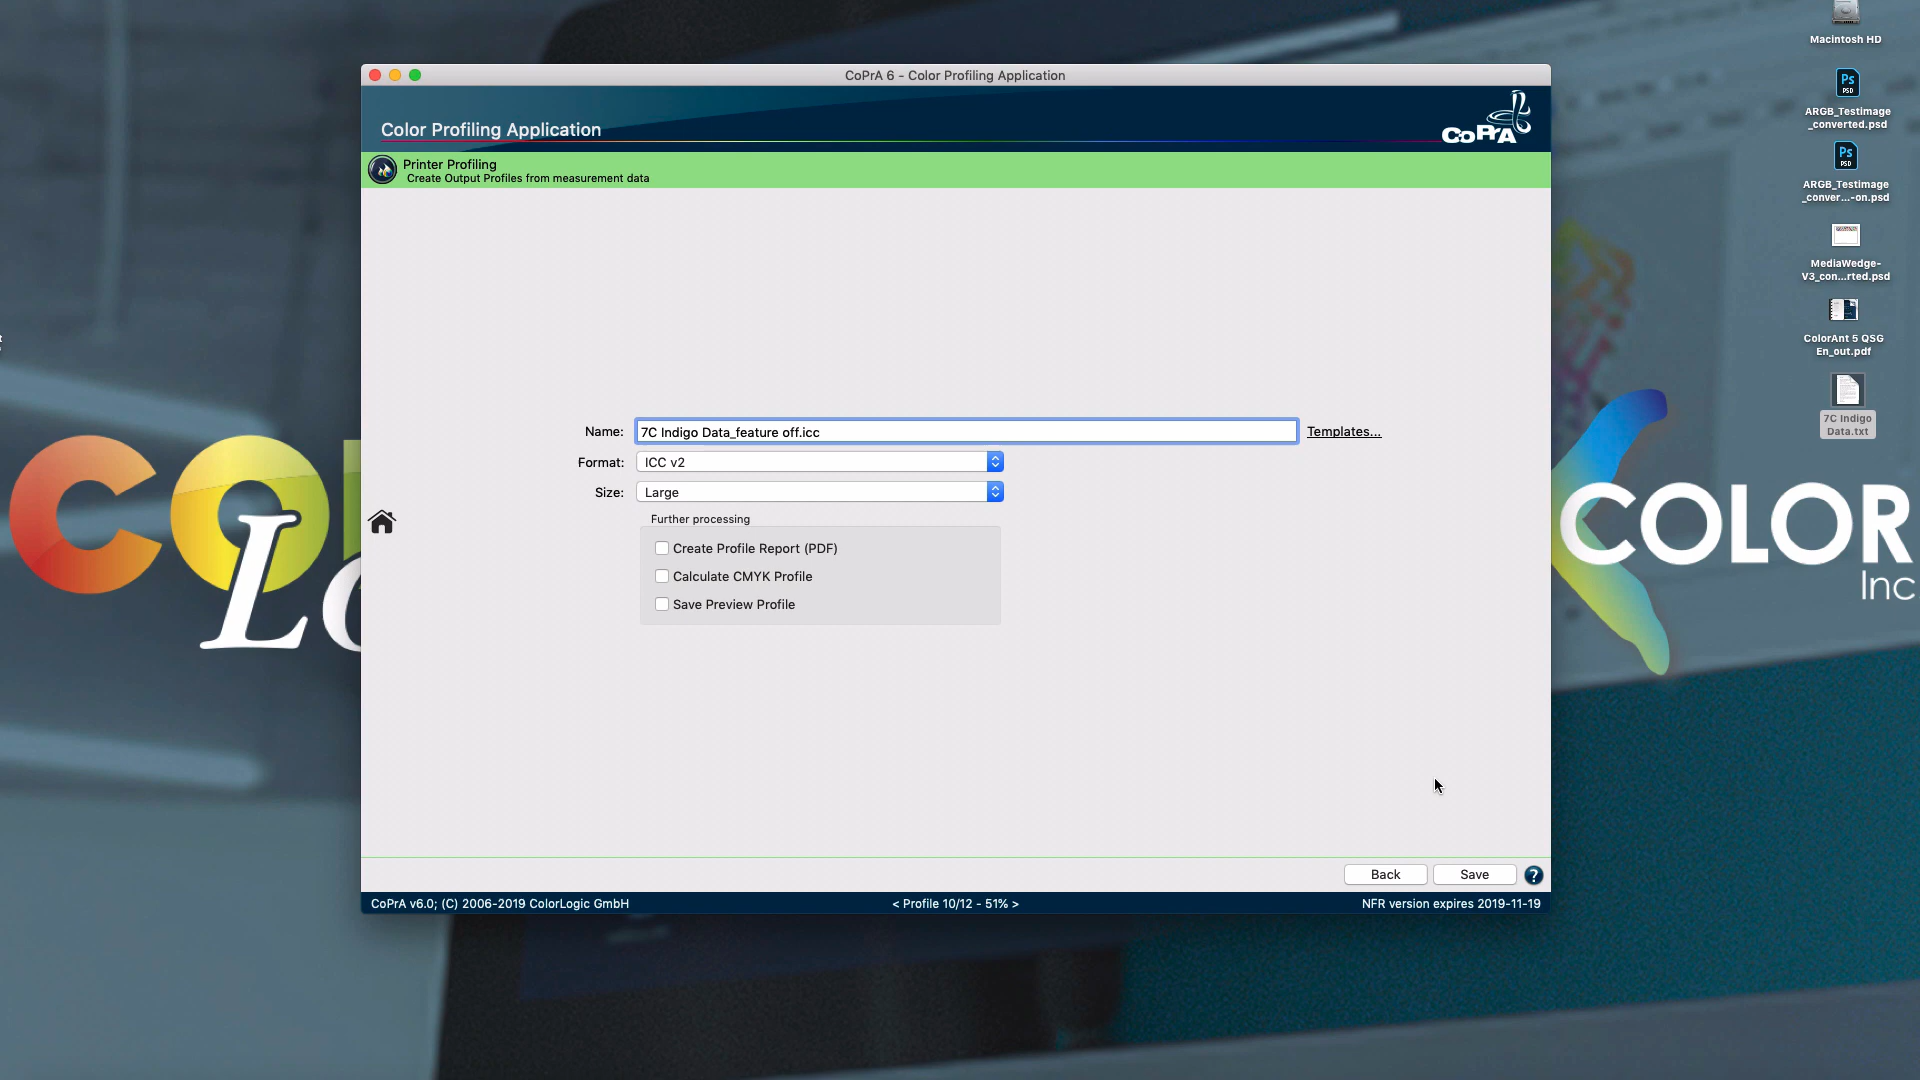 Macintosh HD
ARGB_Testimage
_converted.psd
ARGB_Testimage
_conver...-on.psd
MediaWedge-
V3_con...rted.psd
ColorAnt 5 QSG
En_out.pdf
7C Indigo
Data.txt
CoPrA 6 - Color Profiling Application
Color Profiling Application
CoPrA
Printer Profiling
Create Output Profiles from measurement data
Name: 7C Indigo Data_feature off.icc Templates...
Format: ICC v2
Size: Large
Further processing
Create Profile Report (PDF)
Calculate CMYK Profile
Save Preview Profile
Back Save ?
CoPrA v6.0; (C) 2006-2019 ColorLogic GmbH < Profile 10/12 - 51% > NFR version expires 2019-11-19
COLOR
Inc